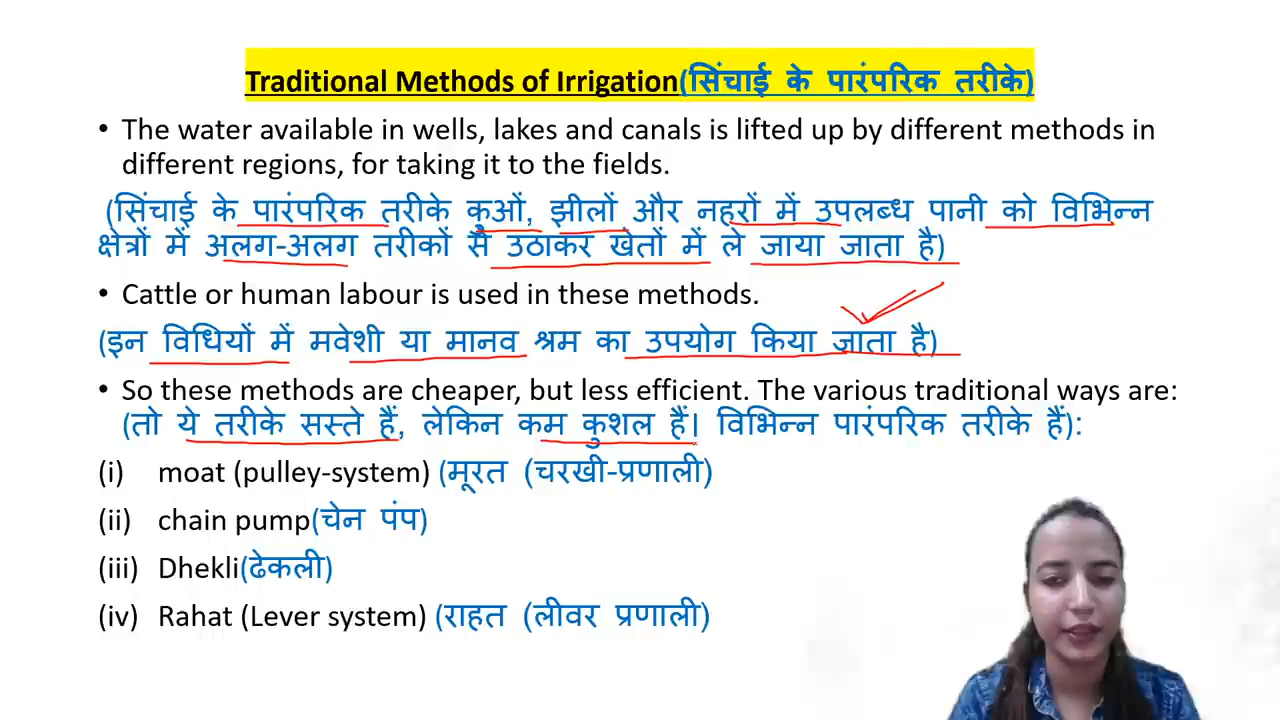 Traditional Methods of Irrigation(सिंचाई के पारंपरिक तरीके)
• The water available in wells, lakes and canals is lifted up by different methods in
different regions, for taking it to the fields.
(सिंचाई के पारंपरिक तरीके कुओं, झीलों और नहरों में उपलब्ध पानी को विभिन्न
क्षेत्रों में अलग-अलग तरीकों से उठाकर खेतों में ले जाया जाता है)
• Cattle or human labour is used in these methods.
(इन विधियों में मवेशी या मानव श्रम का उपयोग किया जाता है)
• So these methods are cheaper, but less efficient. The various traditional ways are:
(तो ये तरीके सस्ते हैं, लेकिन कम कुशल हैं। विभिन्न पारंपरिक तरीके हैं):
(i) moat (pulley-system) (मूरत (चरखी-प्रणाली)
(ii) chain pump(चेन पंप)
(iii) Dhekli(ढेकली)
(iv) Rahat (Lever system) (राहत (लीवर प्रणाली)